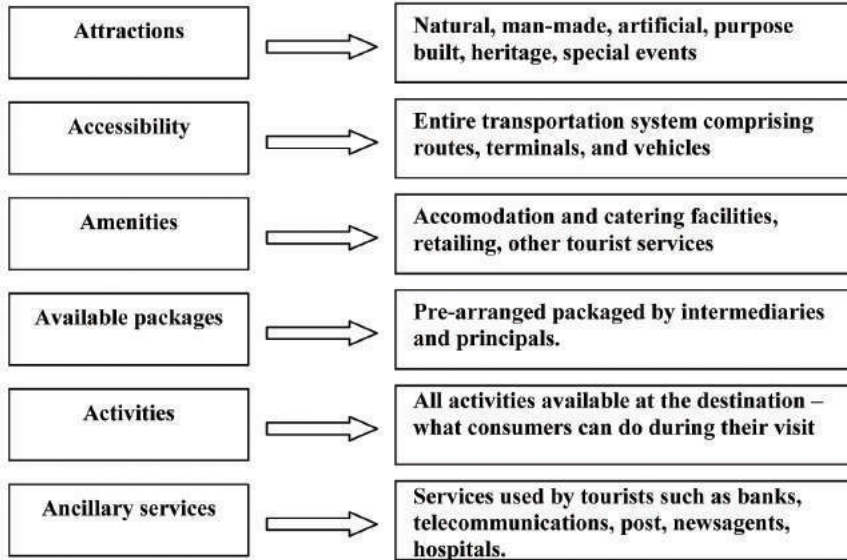 Attractions
Natural, man-made, artificial, purpose
built, heritage, special events
Accessibility
Entire transportation system comprising
routes, terminals, and vehicles
Amenities
Accomodation and catering facilities,
retailing, other tourist services
Available packages
Pre-arranged packaged by intermediaries
and principals.
Activities
All activities available at the destination –
what consumers can do during their visit
Ancillary services
Services used by tourists such as banks,
telecommunications, post, newsagents,
hospitals.